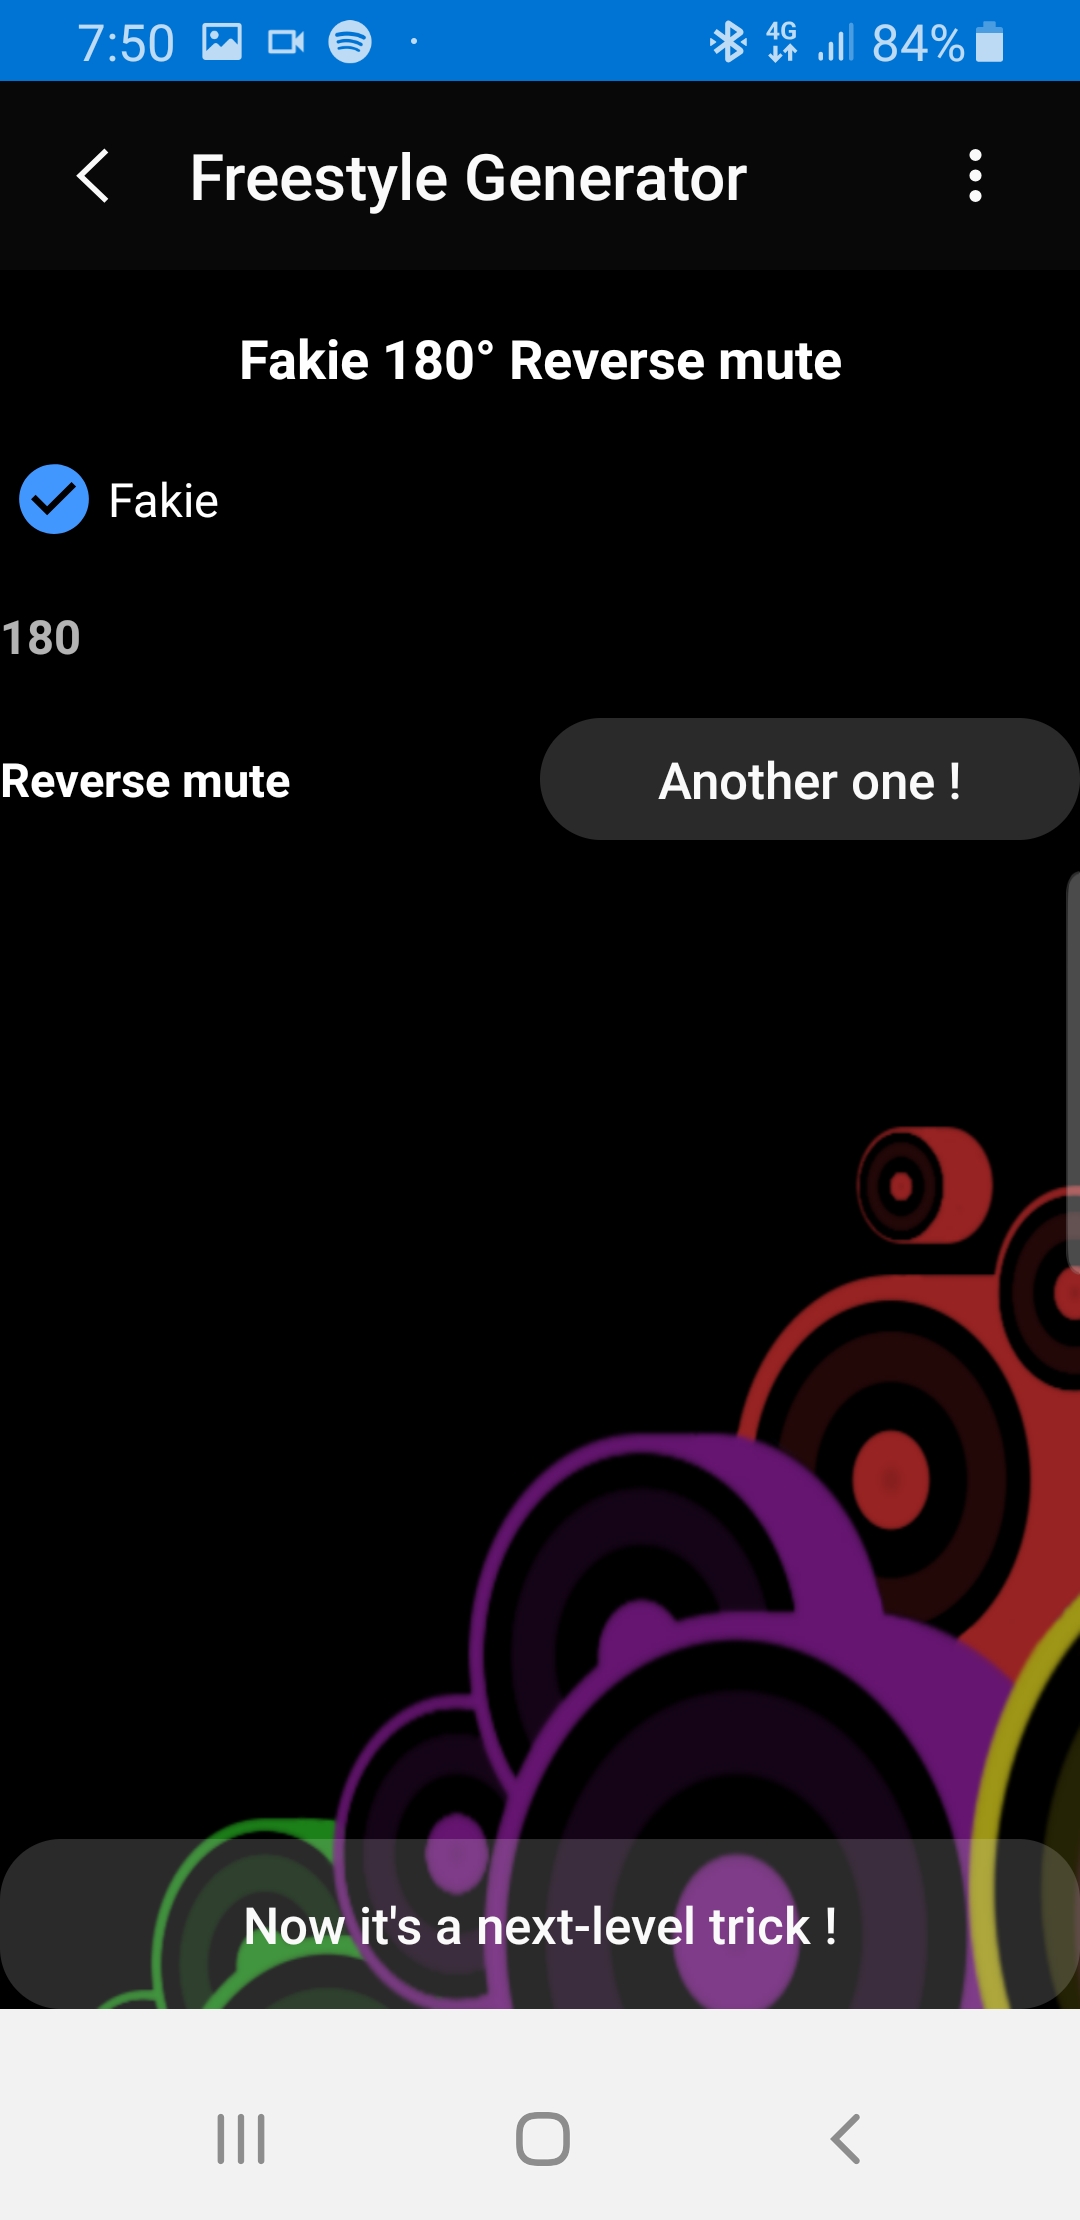 7:50 4G 84%
Freestyle Generator
Fakie 180° Reverse mute
Fakie
180
Reverse mute
Another one !
Now it's a next-level trick !